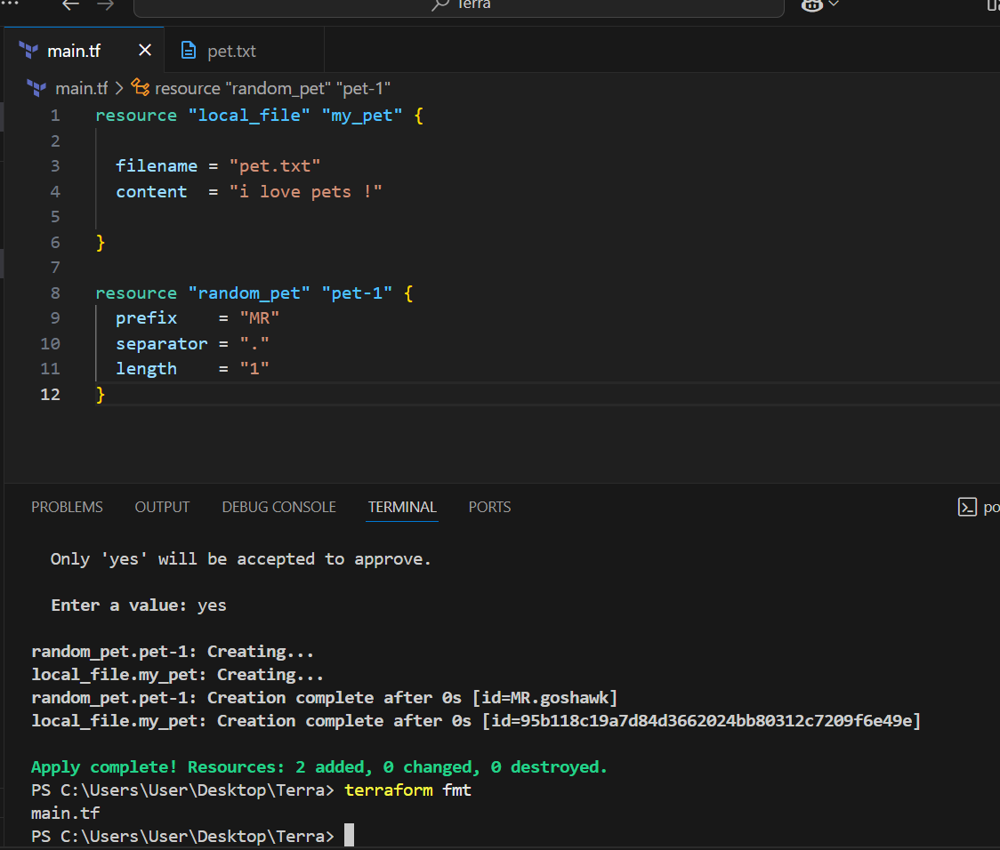 Terra
main.tf
pet.txt
main.tf > resource "random_pet" "pet-1"
1 resource "local_file" "my_pet" {
2
3   filename = "pet.txt"
4   content  = "i love pets !"
5
6 }
7
8 resource "random_pet" "pet-1" {
9   prefix    = "MR"
10   separator = "."
11   length    = "1"
12 }
PROBLEMS OUTPUT DEBUG CONSOLE TERMINAL PORTS
Only 'yes' will be accepted to approve.
Enter a value: yes
random_pet.pet-1: Creating...
local_file.my_pet: Creating...
random_pet.pet-1: Creation complete after 0s [id=MR.goshawk]
local_file.my_pet: Creation complete after 0s [id=95b118c19a7d84d3662024bb80312c7209f6e49e]
Apply complete! Resources: 2 added, 0 changed, 0 destroyed.
PS C:\Users\User\Desktop\Terra> terraform fmt
main.tf
PS C:\Users\User\Desktop\Terra>